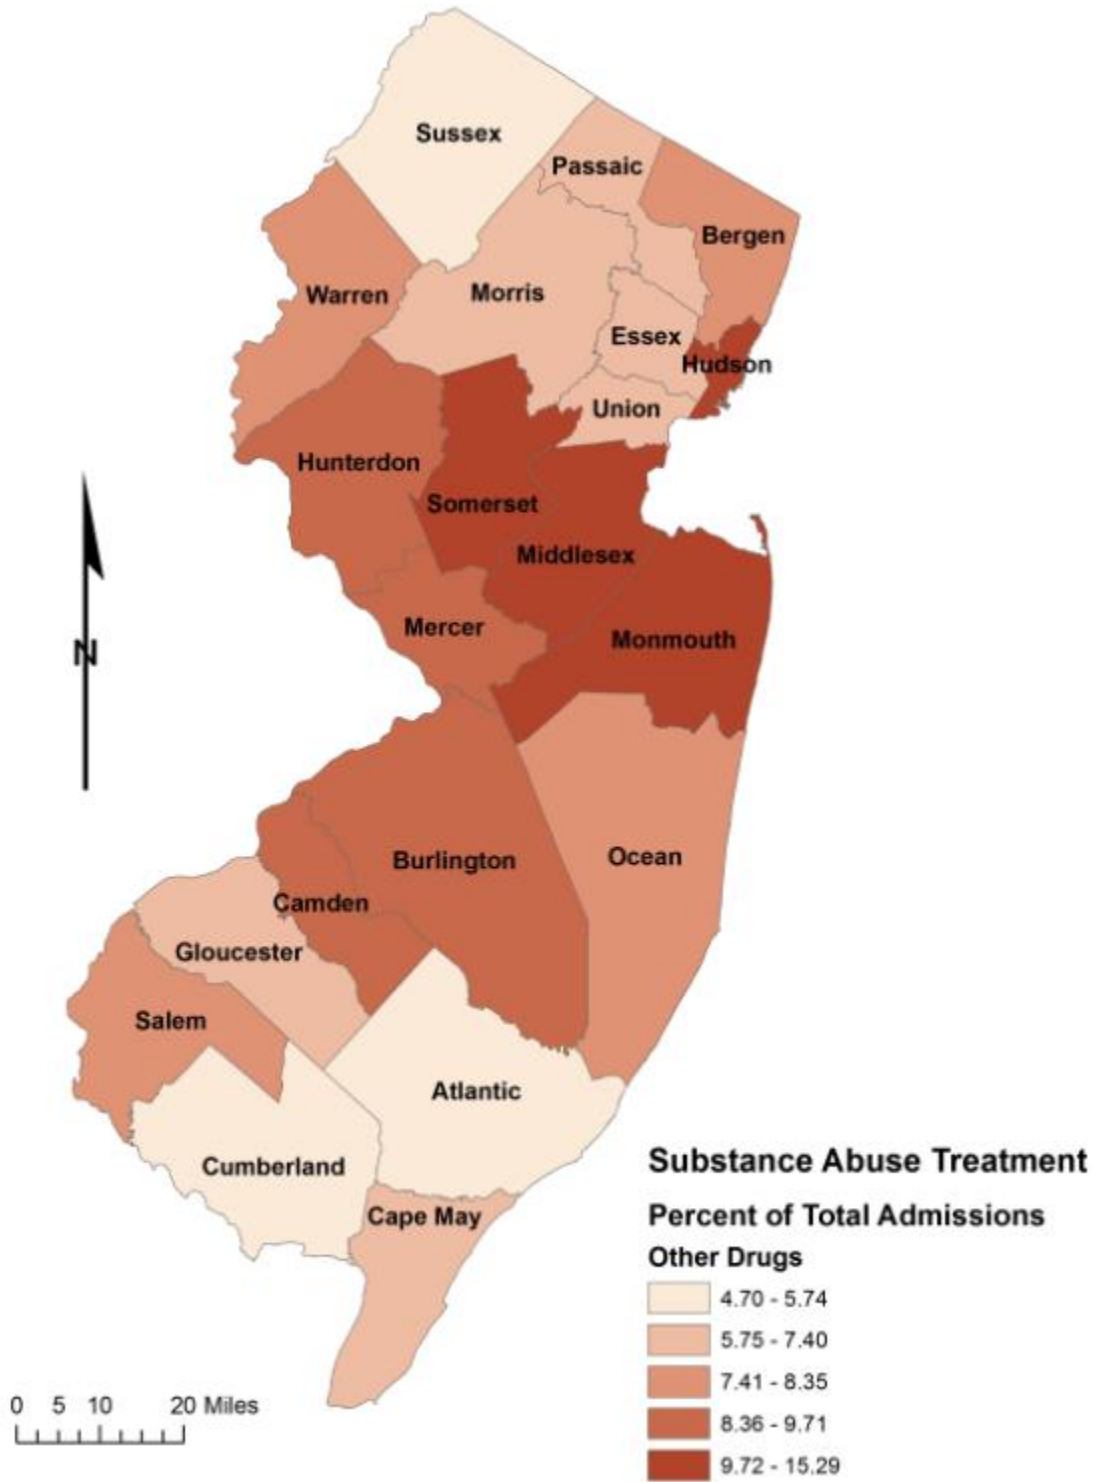 Sussex
Passaic
Bergen
Warren
Morris
Essex
Hudson
Union
Hunterdon
Somerset
Middlesex
Mercer
Monmouth
N
Burlington
Ocean
Camden
Gloucester
Salem
Atlantic
Cumberland
Cape May
Substance Abuse Treatment
Percent of Total Admissions
Other Drugs
4.70 - 5.74
5.75 - 7.40
7.41 - 8.35
8.36 - 9.71
9.72 - 15.29
0 5 10 20 Miles